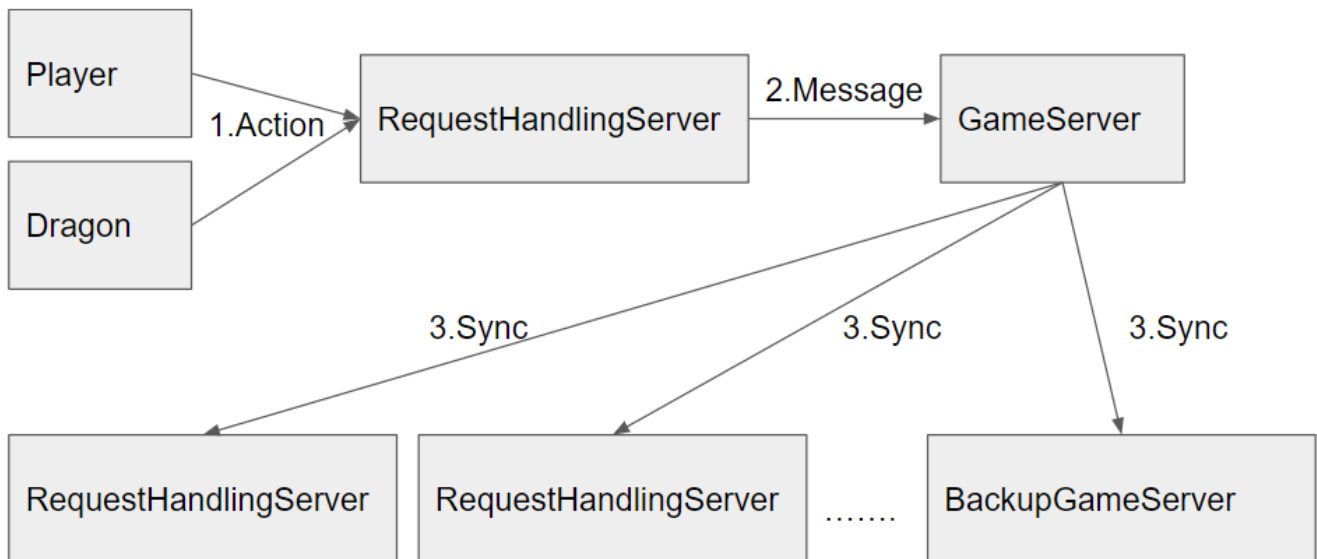 Player
1.Action
RequestHandlingServer
2.Message
GameServer
Dragon
3.Sync
3.Sync
3.Sync
RequestHandlingServer
RequestHandlingServer
.......
BackupGameServer